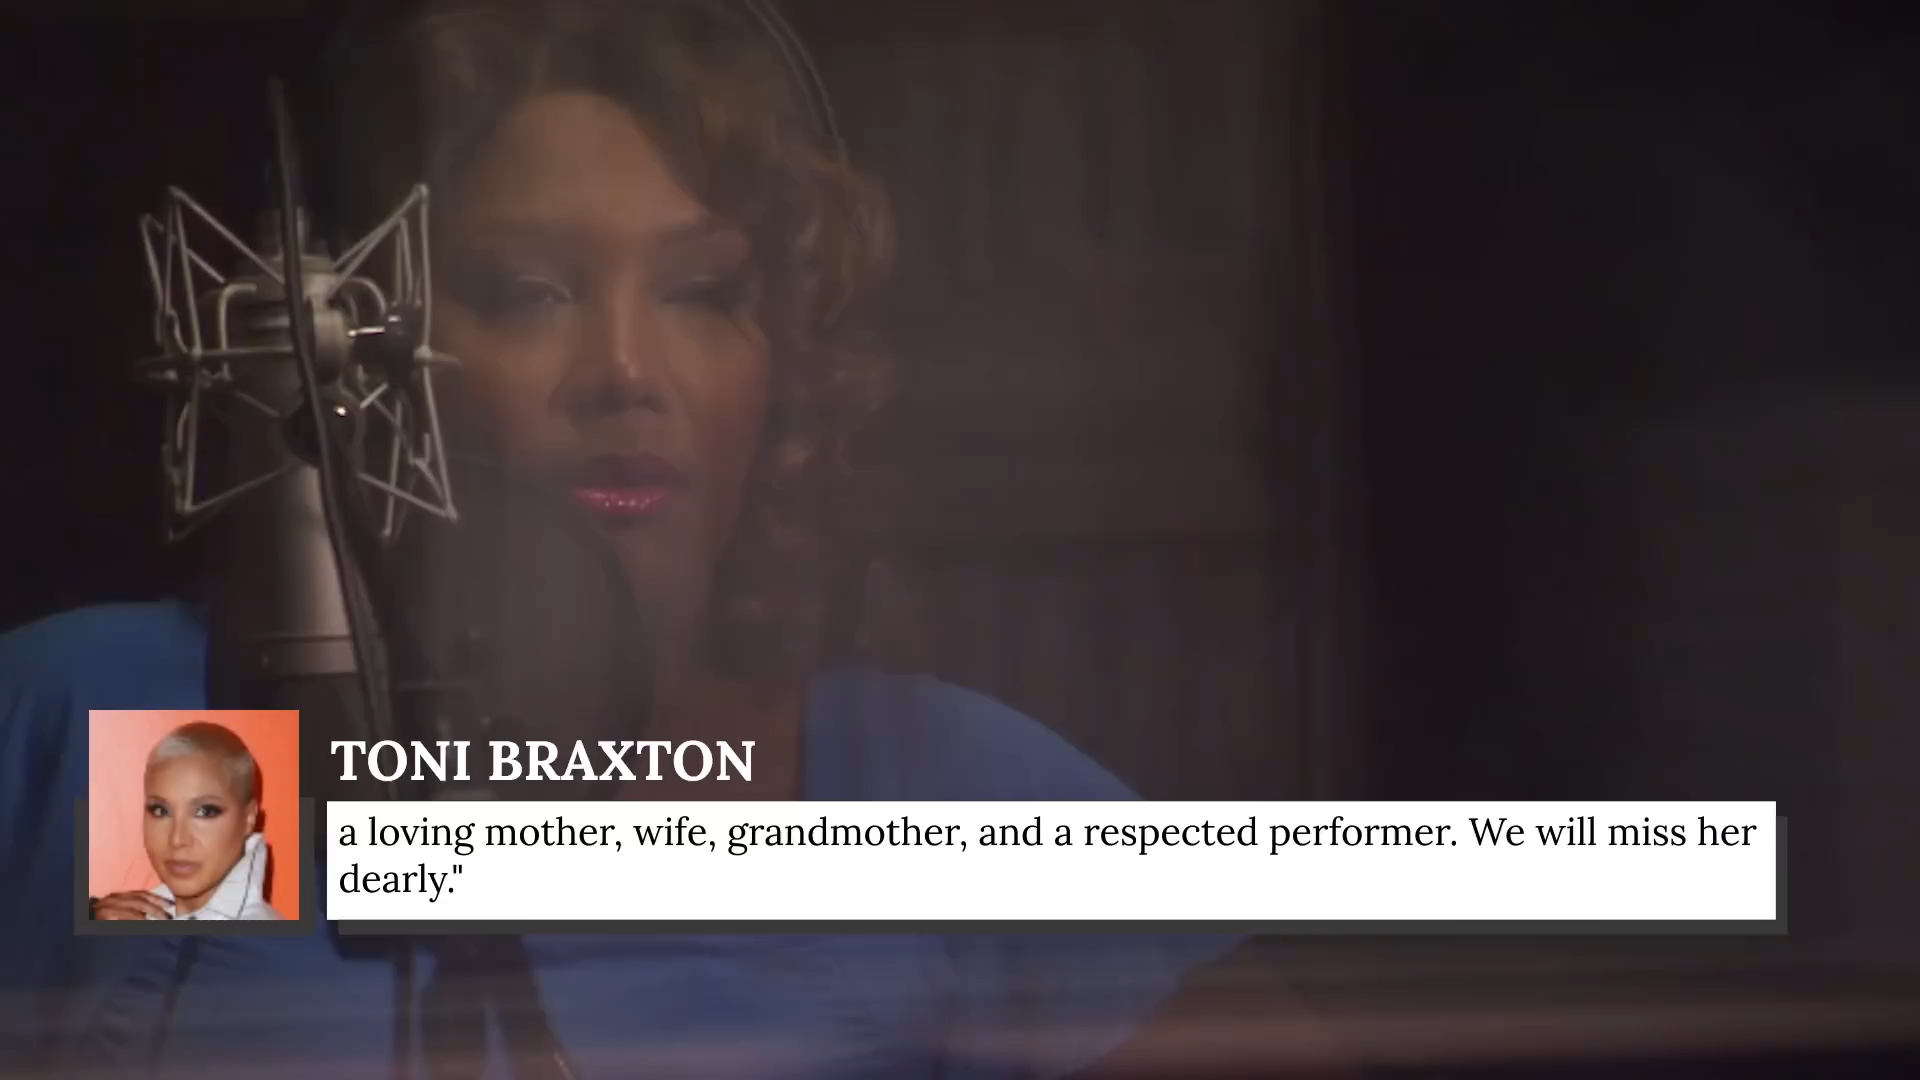 TONI BRAXTON
a loving mother, wife, grandmother, and a respected performer. We will miss her
dearly."